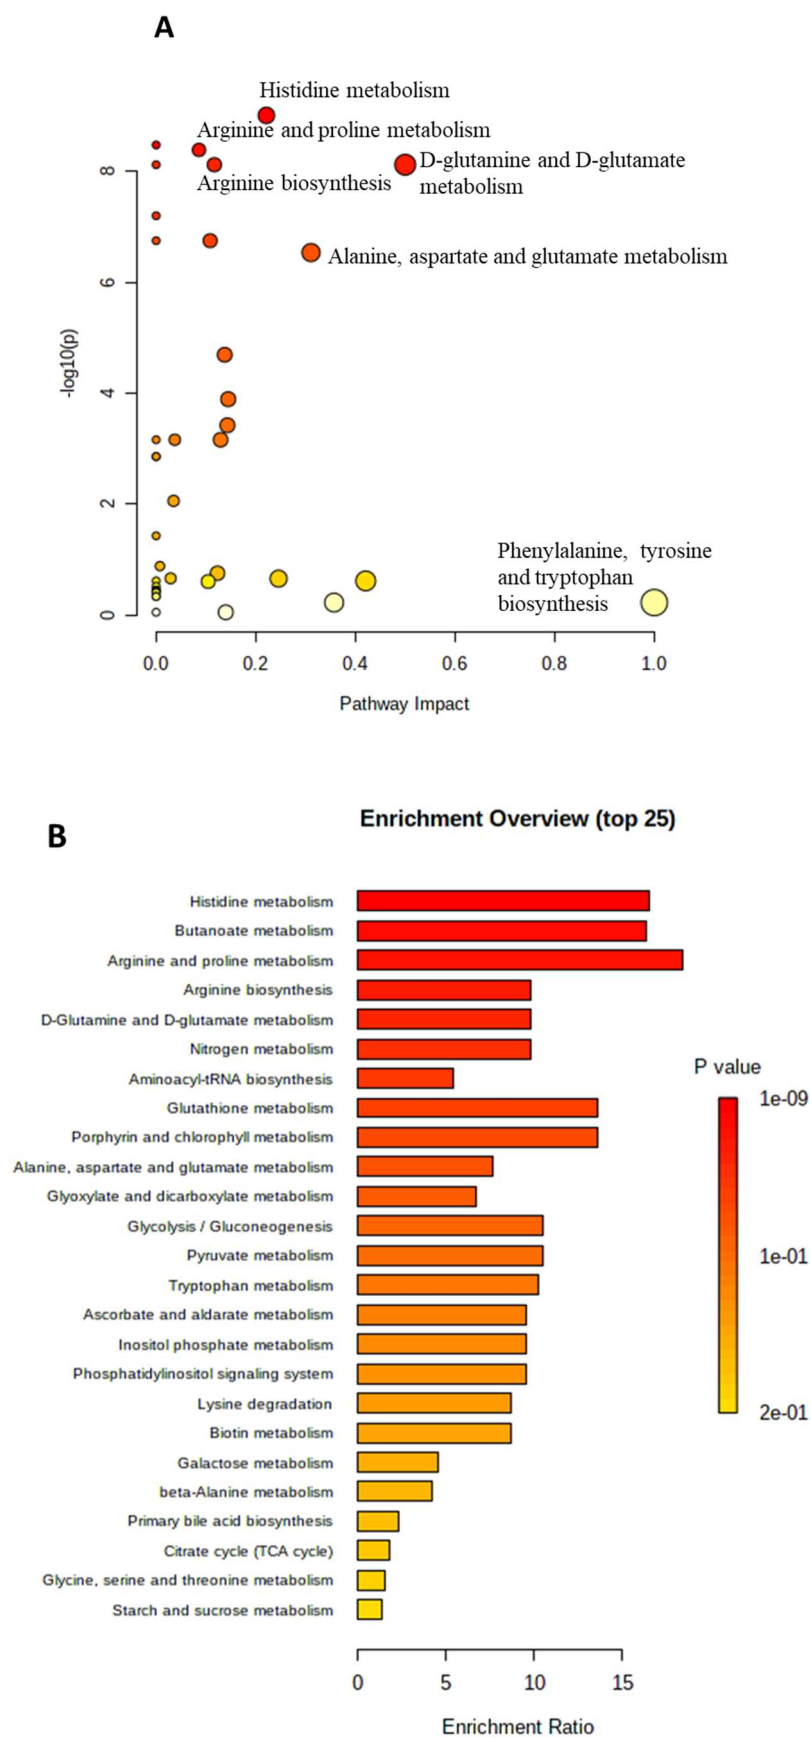 A
Histidine metabolism
Arginine and proline metabolism
D-glutamine and D-glutamate
metabolism
Arginine biosynthesis
Alanine, aspartate and glutamate metabolism
Phenylalanine, tyrosine
and tryptophan
biosynthesis
-log10(p)
8
6
4
2
0
0.0 0.2 0.4 0.6 0.8 1.0
Pathway Impact
B
Enrichment Overview (top 25)
Histidine metabolism
Butanoate metabolism
Arginine and proline metabolism
Arginine biosynthesis
D-Glutamine and D-glutamate metabolism
Nitrogen metabolism
Aminoacyl-tRNA biosynthesis
Glutathione metabolism
Porphyrin and chlorophyll metabolism
Alanine, aspartate and glutamate metabolism
Glyoxylate and dicarboxylate metabolism
Glycolysis / Gluconeogenesis
Pyruvate metabolism
Tryptophan metabolism
Ascorbate and aldarate metabolism
Inositol phosphate metabolism
Phosphatidylinositol signaling system
Lysine degradation
Biotin metabolism
Galactose metabolism
beta-Alanine metabolism
Primary bile acid biosynthesis
Citrate cycle (TCA cycle)
Glycine, serine and threonine metabolism
Starch and sucrose metabolism
P value
1e-09
1e-01
2e-01
0 5 10 15
Enrichment Ratio